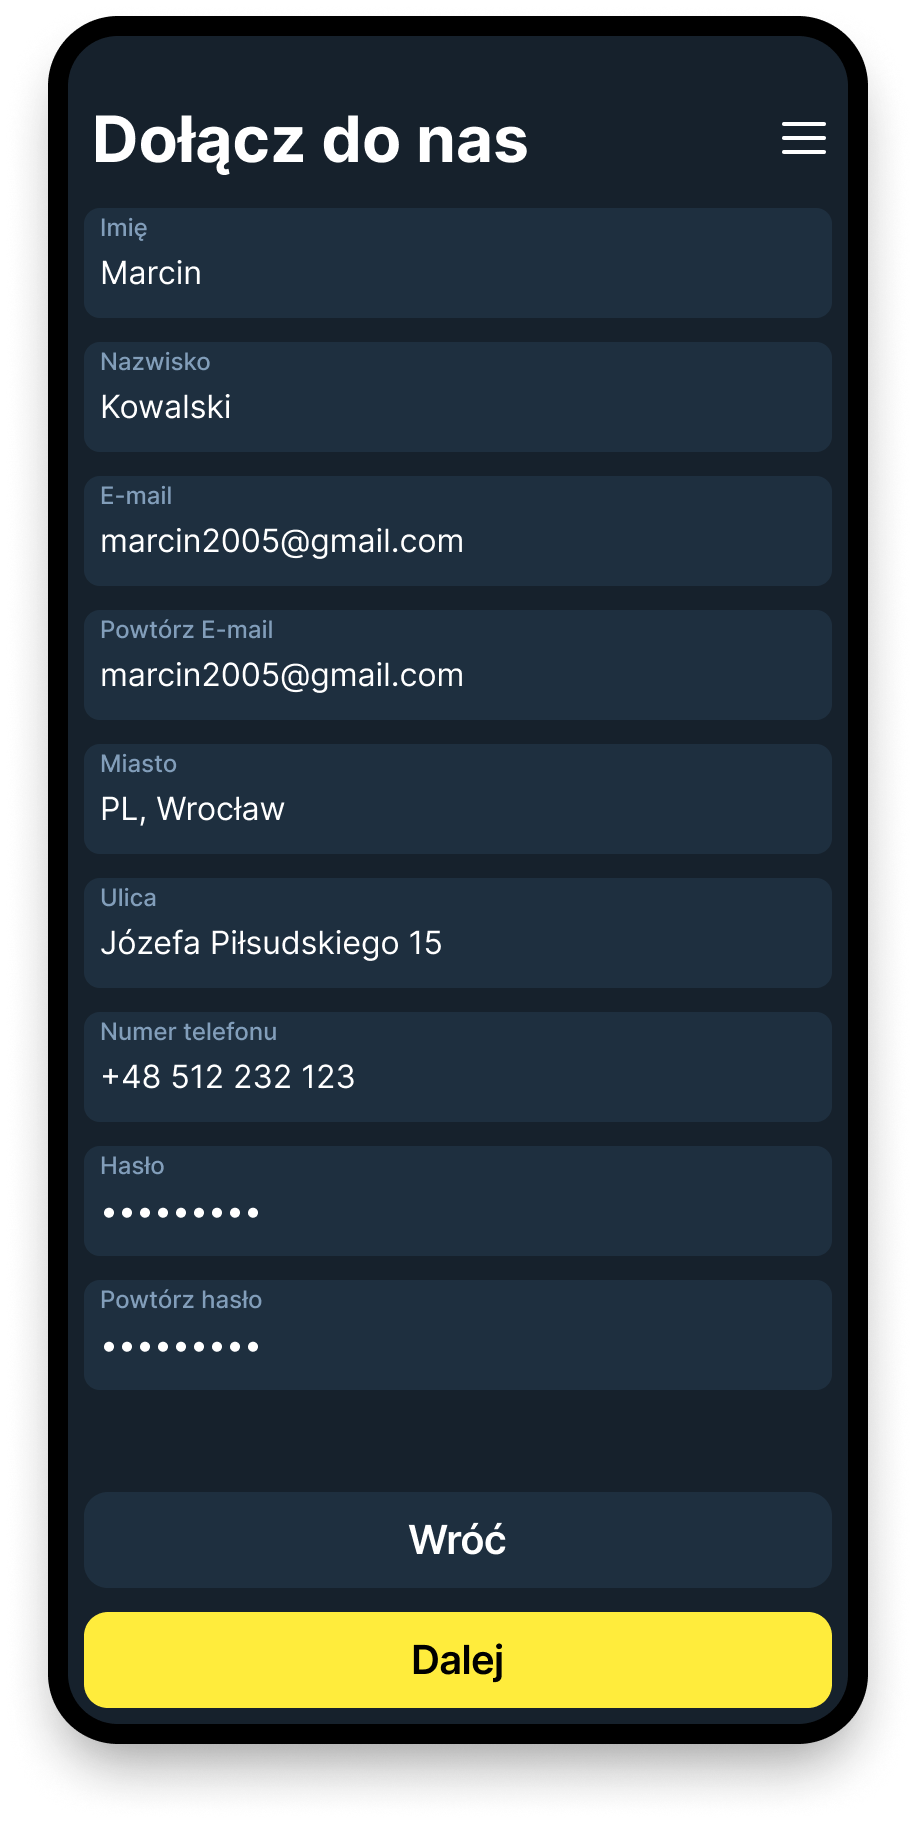 Dołącz do nas
Imię
Marcin
Nazwisko
Kowalski
E-mail
marcin2005@gmail.com
Powtórz E-mail
marcin2005@gmail.com
Miasto
PL, Wrocław
Ulica
Józefa Piłsudskiego 15
Numer telefonu
+48 512 232 123
Hasło
•••••••••
Powtórz hasło
•••••••••
Wróć
Dalej